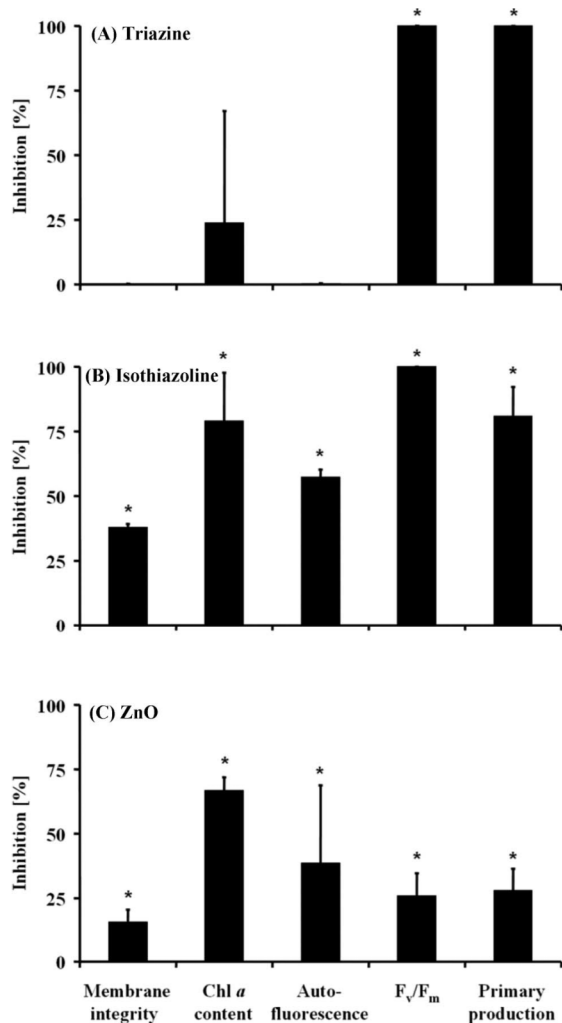 (A) Triazine
* *
100
75
50
25
0
Inhibition [%]
(B) Isothiazoline
* * * * *
100
75
50
25
0
Inhibition [%]
(C) ZnO
* * * * *
100
75
50
25
0
Inhibition [%]
Membrane integrity
Chl a content
Auto-fluorescence
Fv/Fm
Primary production